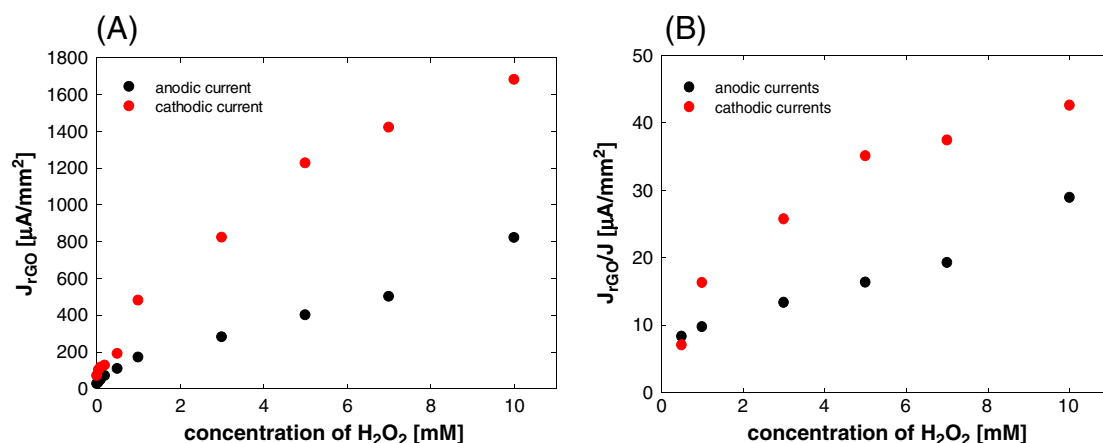 (A)
1800
1600
1400
1200
1000
800
600
400
200
0
J_rGO [μA/mm²]
anodic current
cathodic current
0 2 4 6 8 10
concentration of H₂O₂ [mM]
(B)
50
40
30
20
10
0
J_rGO/J [μA/mm²]
anodic currents
cathodic currents
0 2 4 6 8 10
concentration of H₂O₂ [mM]